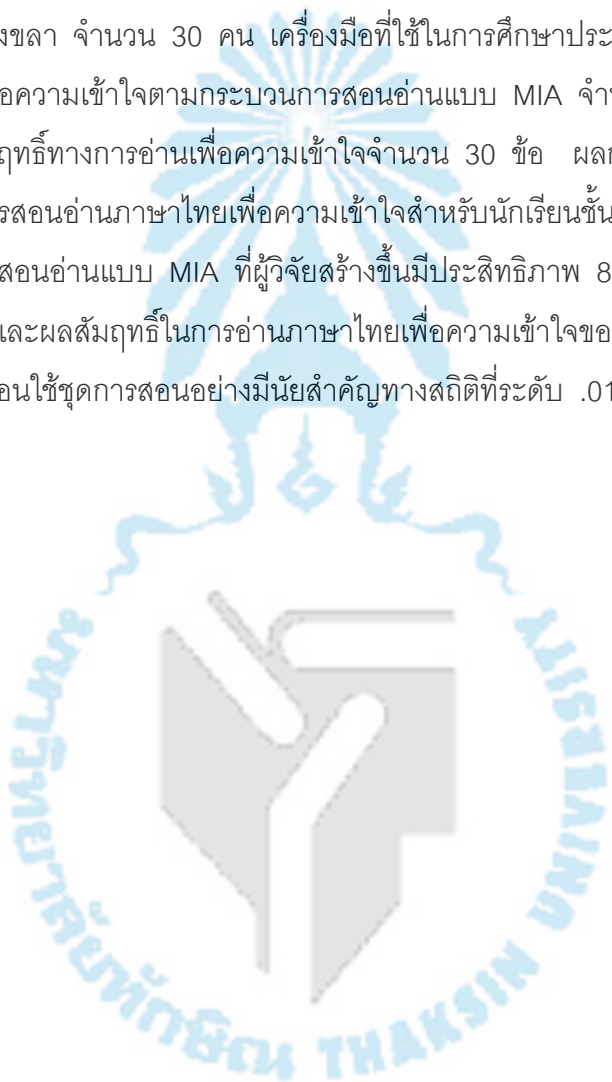 งขลา จำนวน 30 คน เครื่องมือที่ใช้ในการศึกษาประ
อความเข้าใจตามกระบวนการสอนอ่านแบบ MIA จำ
ฤทธิ์ทางการอ่านเพื่อความเข้าใจจำนวน 30 ข้อ ผล
รสอนอ่านภาษาไทยเพื่อความเข้าใจสำหรับนักเรียนชั้น
สอนอ่านแบบ MIA ที่ผู้วิจัยสร้างขึ้นมีประสิทธิภาพ 8
และผลสัมฤทธิ์ในการอ่านภาษาไทยเพื่อความเข้าใจขอ
อนใช้ชุดการสอนอย่างมีนัยสำคัญทางสถิติที่ระดับ .01
มหาวิทยาลัยทักษิณ THAKSIN UNIVERSITY